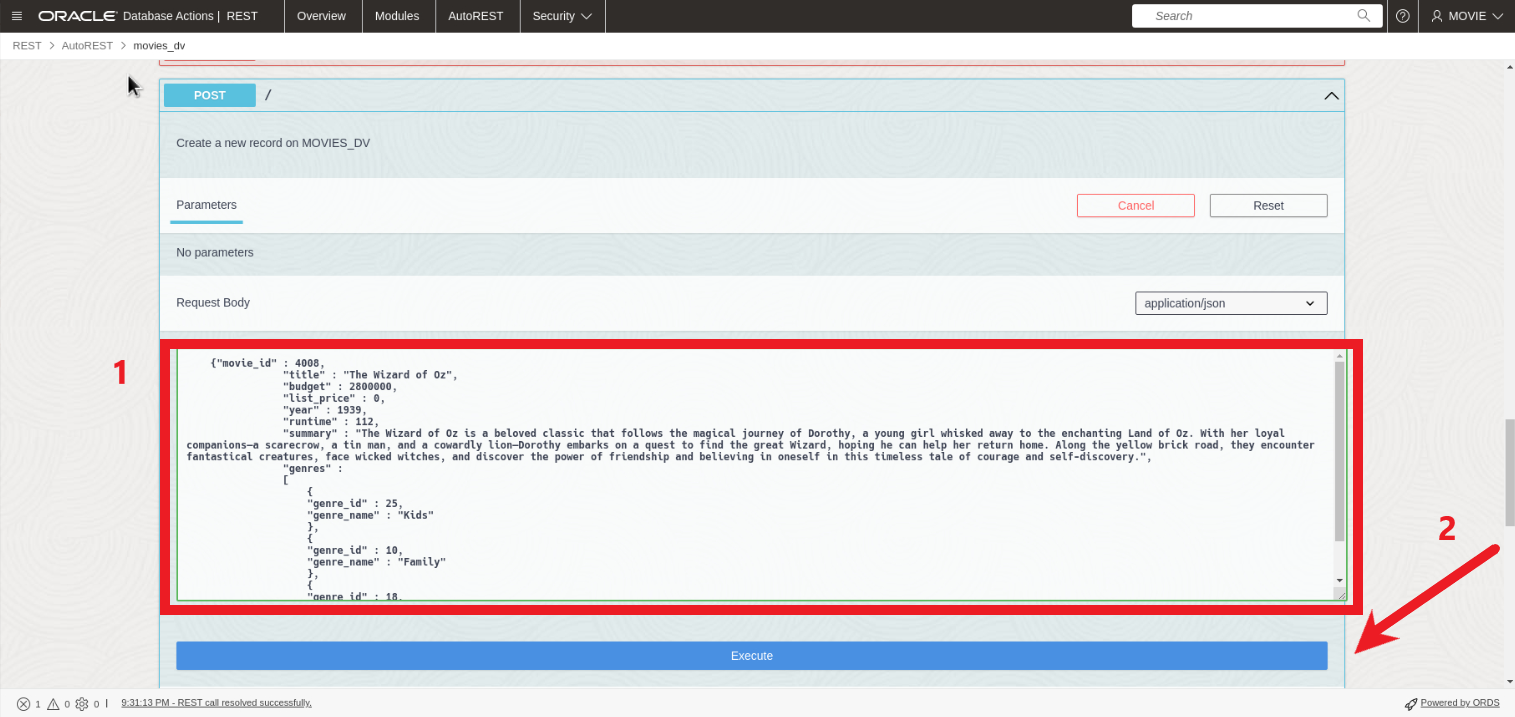 ORACLE Database Actions | REST Overview Modules AutoREST Security Search MOVIE
REST > AutoREST > movies_dv
POST /
Create a new record on MOVIES_DV
Parameters Cancel Reset
No parameters
Request Body application/json
1
{"movie_id" : 4008,
"title" : "The Wizard of Oz",
"budget" : 2800000,
"list_price" : 0,
"year" : 1939,
"runtime" : 112,
"summary" : "The Wizard of Oz is a beloved classic that follows the magical journey of Dorothy, a young girl whisked away to the enchanting Land of Oz. With her loyal
companions—a scarecrow, a tin man, and a cowardly lion—Dorothy embarks on a quest to find the great Wizard, hoping he can help her return home. Along the yellow brick road, they encounter
fantastical creatures, face wicked witches, and discover the power of friendship and believing in oneself in this timeless tale of courage and self-discovery.",
"genres" :
[
{
"genre_id" : 25,
"genre_name" : "Kids"
},
{
"genre_id" : 10,
"genre_name" : "Family"
},
{
"genre_id" : 18,
2
Execute
1 0 0 | 9:31:13 PM - REST call resolved successfully. Powered by ORDS